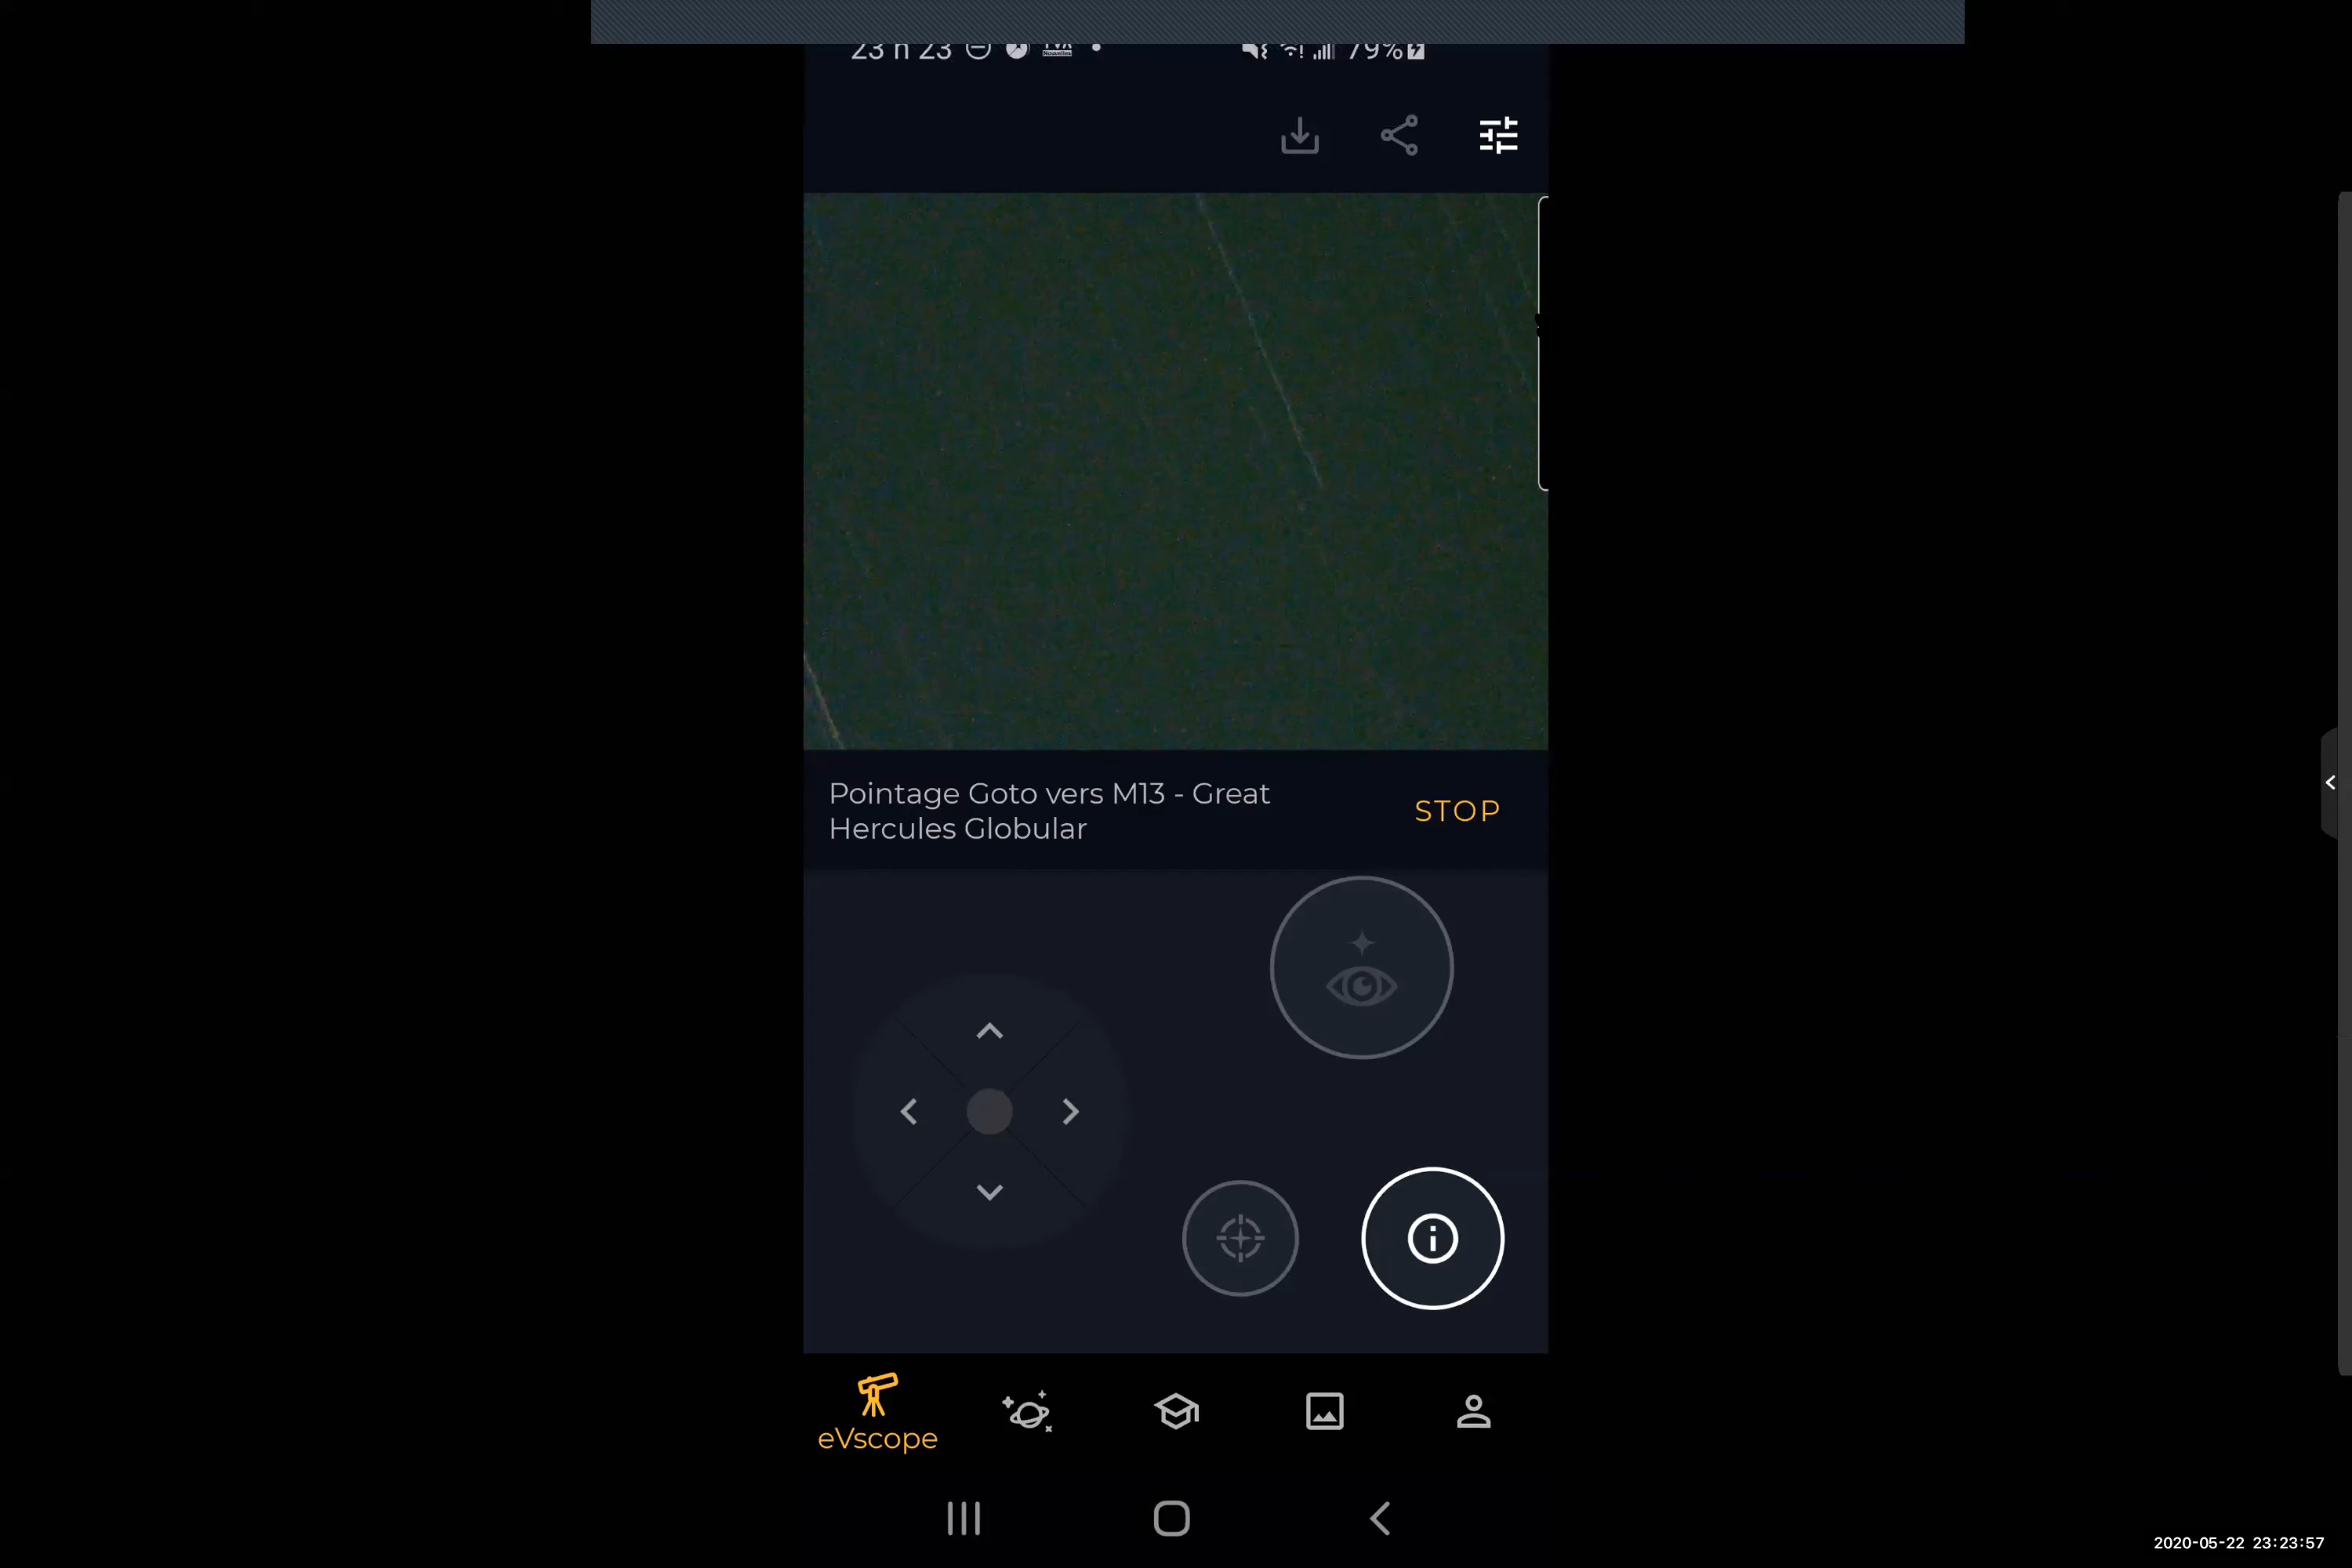 23 h 23
79%
Pointage Goto vers M13 - Great
Hercules Globular
STOP
eVscope
2020-05-22 23:23:57